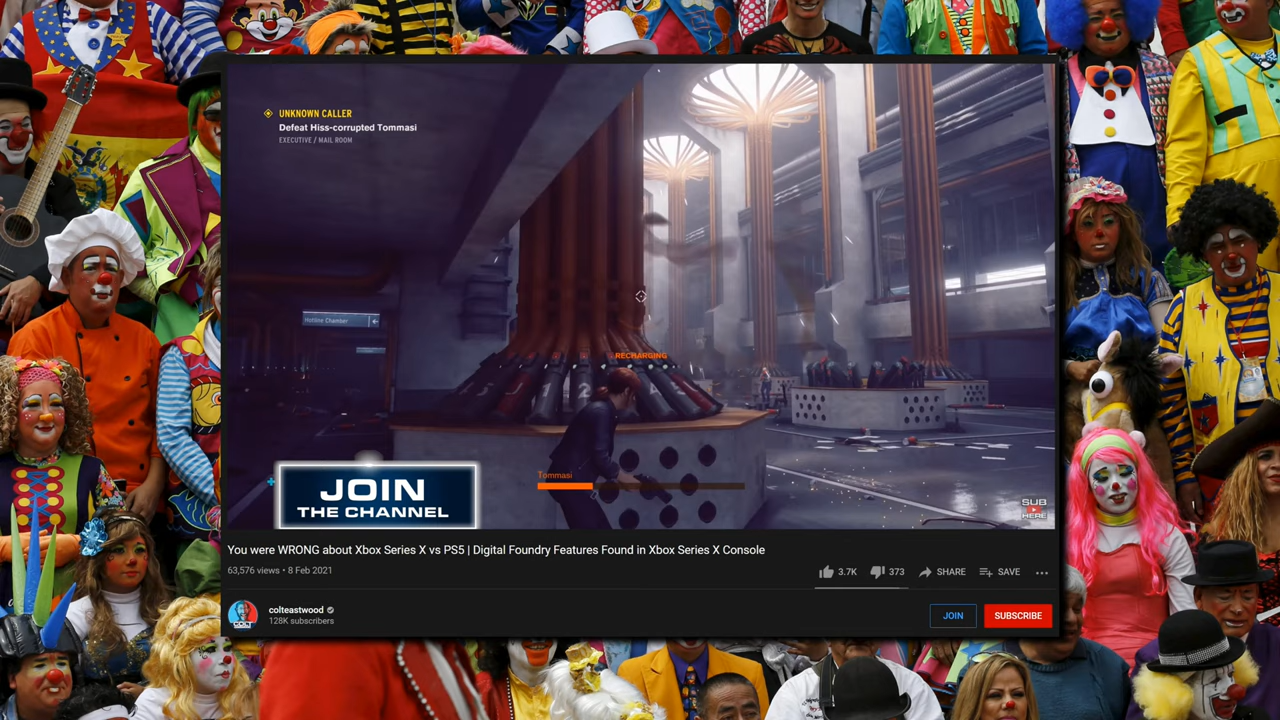 UNKNOWN CALLER
Defeat Hiss-corrupted Tommasi
EXECUTIVE / MAIL ROOM
Hotline Chamber
RECHARGING
Tommasi
JOIN
THE CHANNEL
SUB
HERE
You were WRONG about Xbox Series X vs PS5 | Digital Foundry Features Found in Xbox Series X Console
63,576 views • 8 Feb 2021
3.7K
373
SHARE
SAVE
colteastwood
128K subscribers
JOIN
SUBSCRIBE
COLT